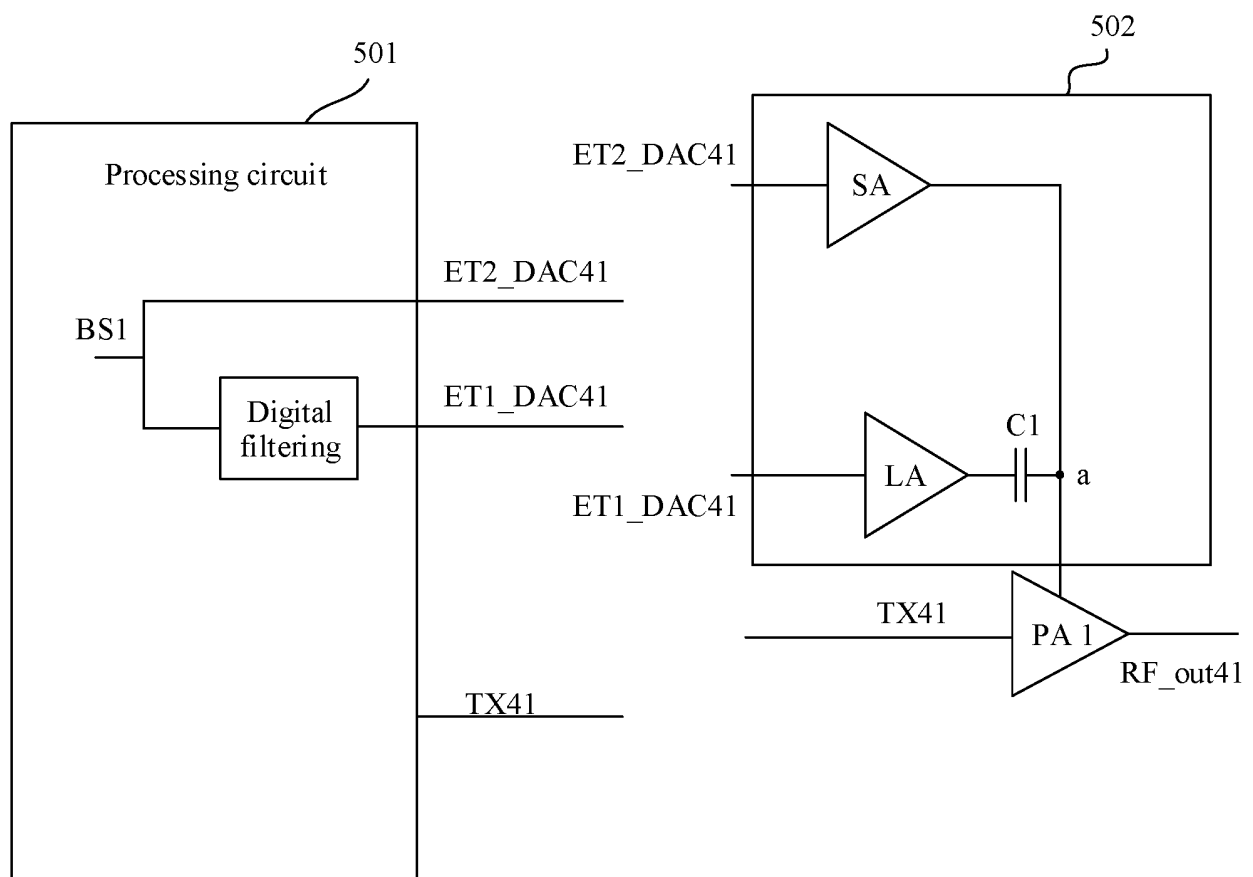 501
502
Processing circuit
ET2_DAC41
SA
ET2_DAC41
BS1
ET1_DAC41
Digital
filtering
C1
LA
a
ET1_DAC41
TX41
PA 1
RF_out41
TX41